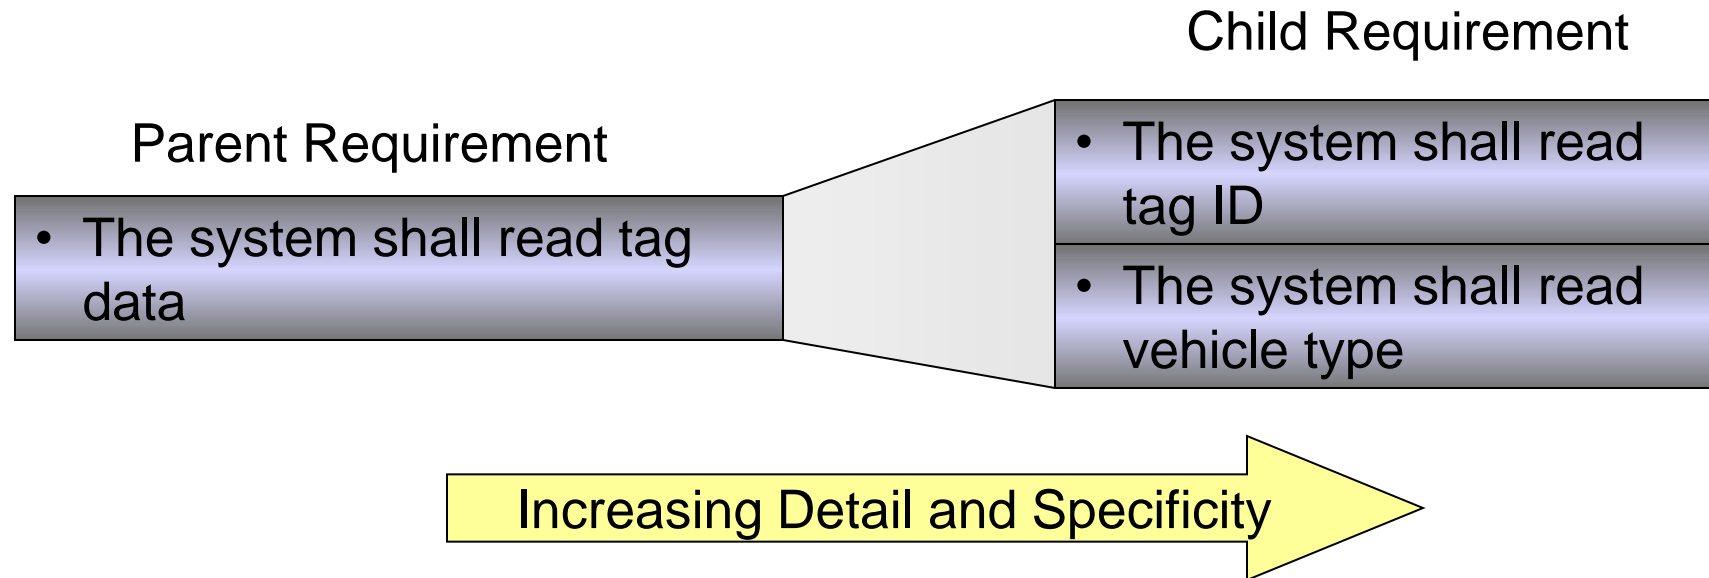 Child Requirement
Parent Requirement
• The system shall read tag
data
• The system shall read
tag ID
• The system shall read
vehicle type
Increasing Detail and Specificity